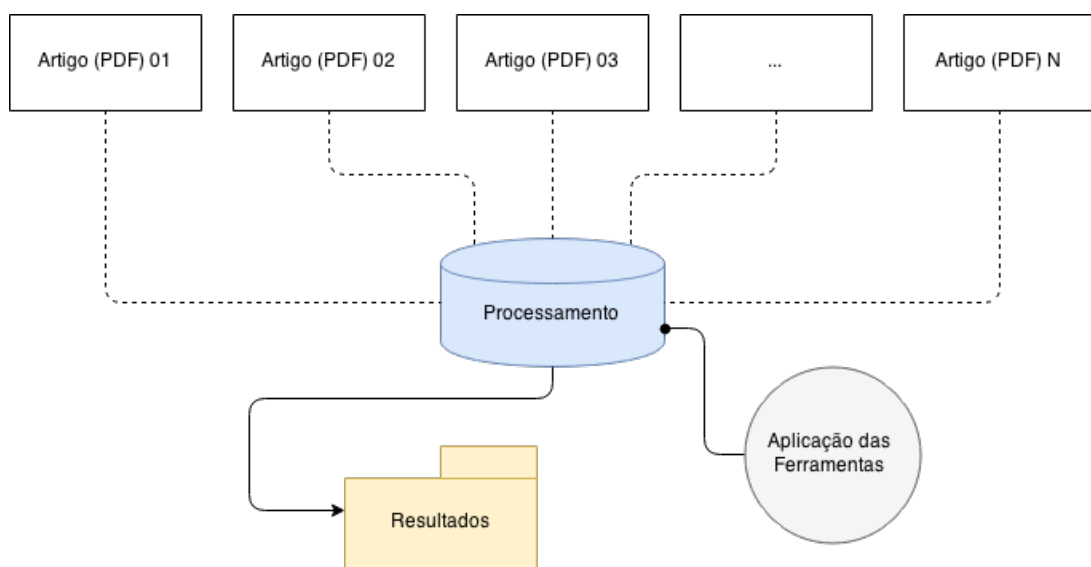 Artigo (PDF) 01
Artigo (PDF) 02
Artigo (PDF) 03
...
Artigo (PDF) N
Processamento
Aplicação das
Ferramentas
Resultados